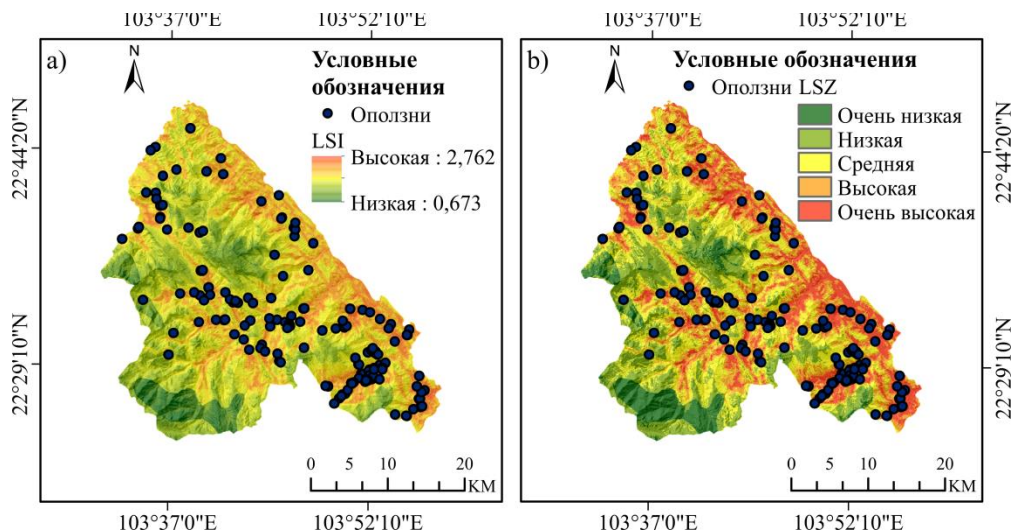 103°37'0"E 103°52'10"E 103°37'0"E 103°52'10"E
a)
N
Условные
обозначения
Оползни
LSI
Высокая : 2,762
Низкая : 0,673
22°44'20"N
22°29'10"N
0 5 10 20
KM
b)
N
Условные обозначения
Оползни LSZ
Очень низкая
Низкая
Средняя
Высокая
Очень высокая
22°44'20"N
22°29'10"N
0 5 10 20
KM
103°37'0"E 103°52'10"E 103°37'0"E 103°52'10"E